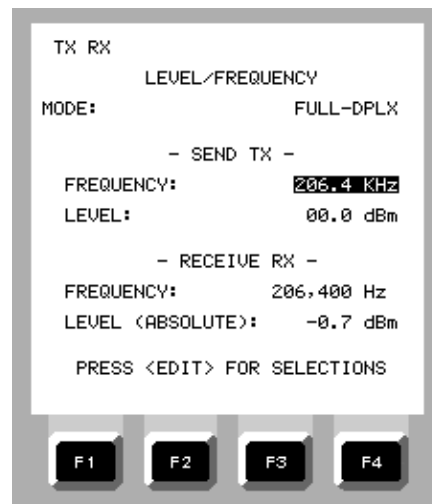 TX RX
LEVEL/FREQUENCY
MODE: FULL-DPLX
- SEND TX -
FREQUENCY: 206.4 KHz
LEVEL: 00.0 dBm
- RECEIVE RX -
FREQUENCY: 206,400 Hz
LEVEL (ABSOLUTE): -0.7 dBm
PRESS <EDIT> FOR SELECTIONS
F1 F2 F3 F4